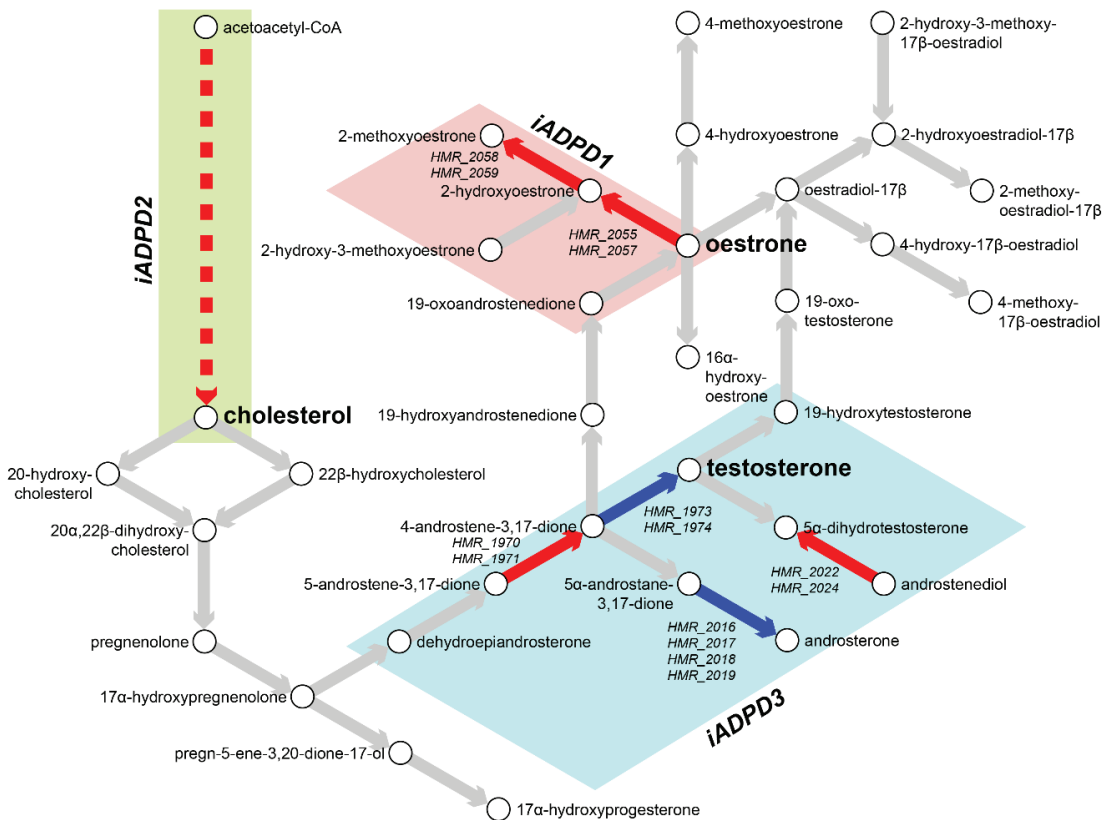 acetoacetyl-CoA
iADPD2
cholesterol
20-hydroxy-
cholesterol
22β-hydroxycholesterol
20α,22β-dihydroxy-
cholesterol
pregnenolone
17α-hydroxypregnenolone
pregn-5-ene-3,20-dione-17-ol
17α-hydroxyprogesterone
iADPD1
2-methoxyoestrone
HMR_2058
HMR_2059
2-hydroxyoestrone
2-hydroxy-3-methoxyoestrone
HMR_2055
HMR_2057
oestrone
19-oxoandrostenedione
19-hydroxyandrostenedione
4-methoxyoestrone
4-hydroxyoestrone
16α-
hydroxy-
oestrone
2-hydroxy-3-methoxy-
17β-oestradiol
2-hydroxyoestradiol-17β
oestradiol-17β
2-methoxy-
oestradiol-17β
4-hydroxy-17β-oestradiol
4-methoxy-
17β-oestradiol
19-oxo-
testosterone
19-hydroxytestosterone
testosterone
HMR_1973
HMR_1974
4-androstene-3,17-dione
HMR_1970
HMR_1971
5-androstene-3,17-dione
dehydroepiandrosterone
5α-androstane-
3,17-dione
5α-dihydrotestosterone
HMR_2022
HMR_2024
androstenediol
HMR_2016
HMR_2017
HMR_2018
HMR_2019
androsterone
iADPD3